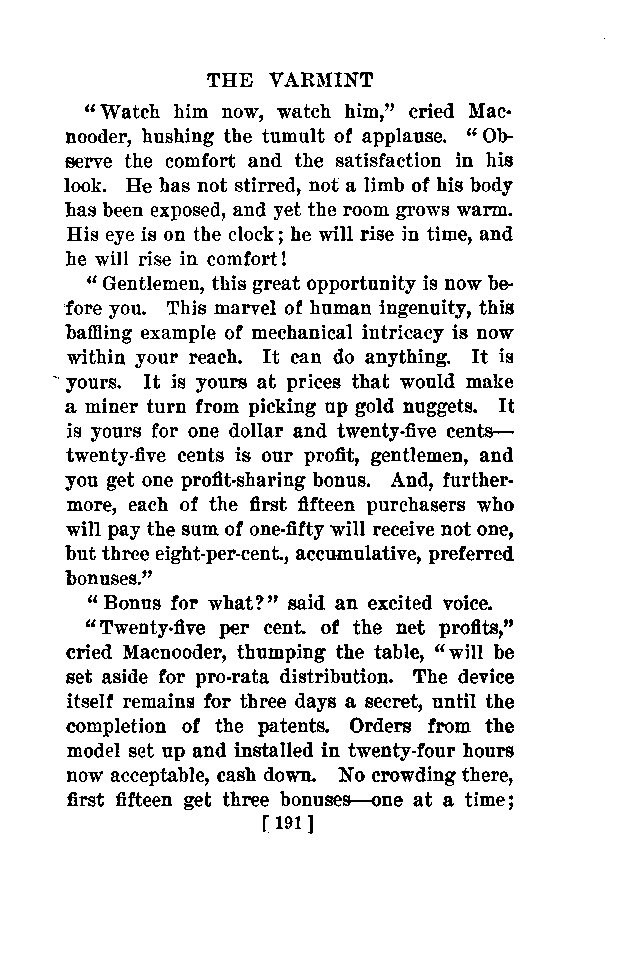 THE VARMINT
“Watch him now, watch him,” cried Mac-
nooder, hushing the tumult of applause. “Ob-
serve the comfort and the satisfaction in his
look. He has not stirred, not a limb of his body
has been exposed, and yet the room grows warm.
His eye is on the clock; he will rise in time, and
he will rise in comfort!
“Gentlemen, this great opportunity is now be-
fore you. This marvel of human ingenuity, this
baffling example of mechanical intricacy is now
within your reach. It can do anything. It is
yours. It is yours at prices that would make
a miner turn from picking up gold nuggets. It
is yours for one dollar and twenty-five cents—
twenty-five cents is our profit, gentlemen, and
you get one profit-sharing bonus. And, further-
more, each of the first fifteen purchasers who
will pay the sum of one-fifty will receive not one,
but three eight-per-cent., accumulative, preferred
bonuses.”
“Bonus for what?” said an excited voice.
“Twenty-five per cent. of the net profits,”
cried Macnooder, thumping the table, “will be
set aside for pro-rata distribution. The device
itself remains for three days a secret, until the
completion of the patents. Orders from the
model set up and installed in twenty-four hours
now acceptable, cash down. No crowding there,
first fifteen get three bonuses—one at a time;
[191]